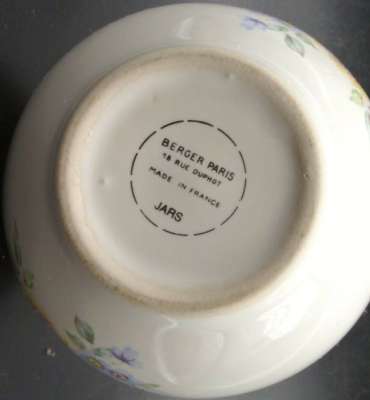 BERGER PARIS
18 RUE DUPHOT
MADE IN FRANCE
JARS